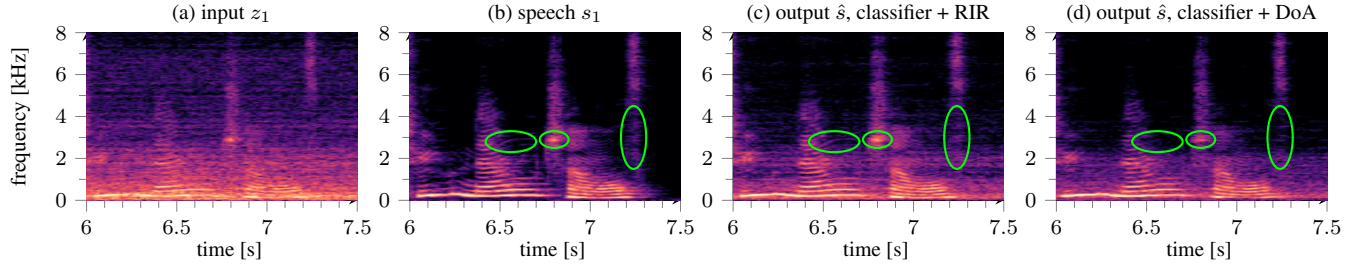 (a) input z₁ (b) speech s₁ (c) output ŝ, classifier + RIR (d) output ŝ, classifier + DoA
frequency [kHz]
8 8 8 8
6 6 6 6
4 4 4 4
2 2 2 2
0 0 0 0
6 6.5 7 7.5 6 6.5 7 7.5 6 6.5 7 7.5 6 6.5 7 7.5
time [s] time [s] time [s] time [s]